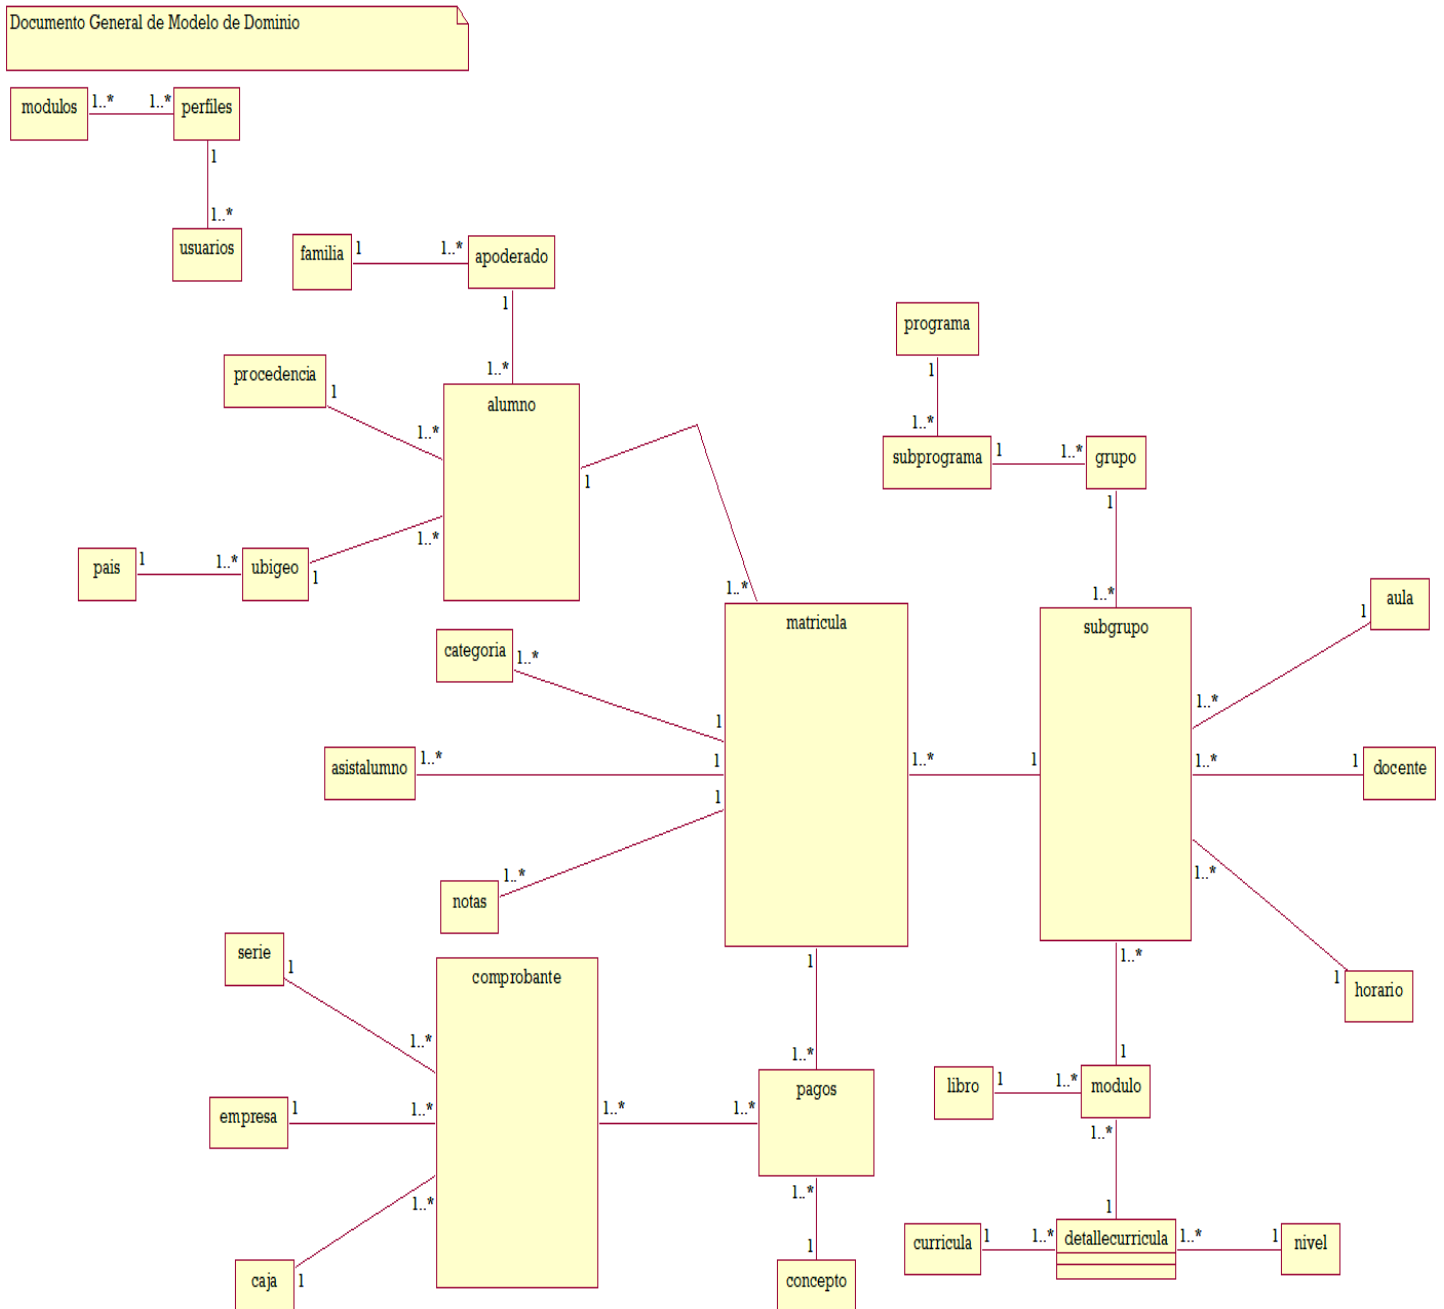 Documento General de Modelo de Dominio
modulos 1..* 1..* perfiles
1
1..*
usuarios
familia 1 1..* apoderado
1
1..*
programa
1
1..*
procedencia 1
1..*
alumno
1
subprograma 1 1..* grupo
1
1..*
pais 1 1..* ubigeo 1
1..*
1..*
matricula
subgrupo
aula
1
1..*
categoria 1..*
1
asistalumno 1..* 1
1..* 1
1..* 1 docente
1
1..*
notas
1..*
1 horario
serie 1
1..*
comprobante
1
1..*
1..*
1
empresa 1 1..*
1..* 1..* pagos
libro 1 1..* modulo
1..*
1
1..*
1
caja 1
1..*
concepto
curricula 1 1..* detallecurricula 1..* 1 nivel